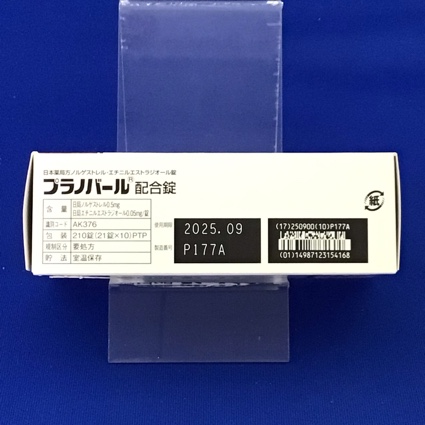 日本薬局方ノルゲストレル・エチニルエストラジオール錠
プラノバール®配合錠
含量 日局ノルゲストレル0.5mg
日局エチニルエストラジオール0.05mg/錠
識別コード AK376
包装 210錠(21錠×10)PTP
規制区分 要処方
貯法 室温保存
使用期限 2025.09
製造番号 P177A
(17)250900(10)P177A
(01)14987123154168
紙